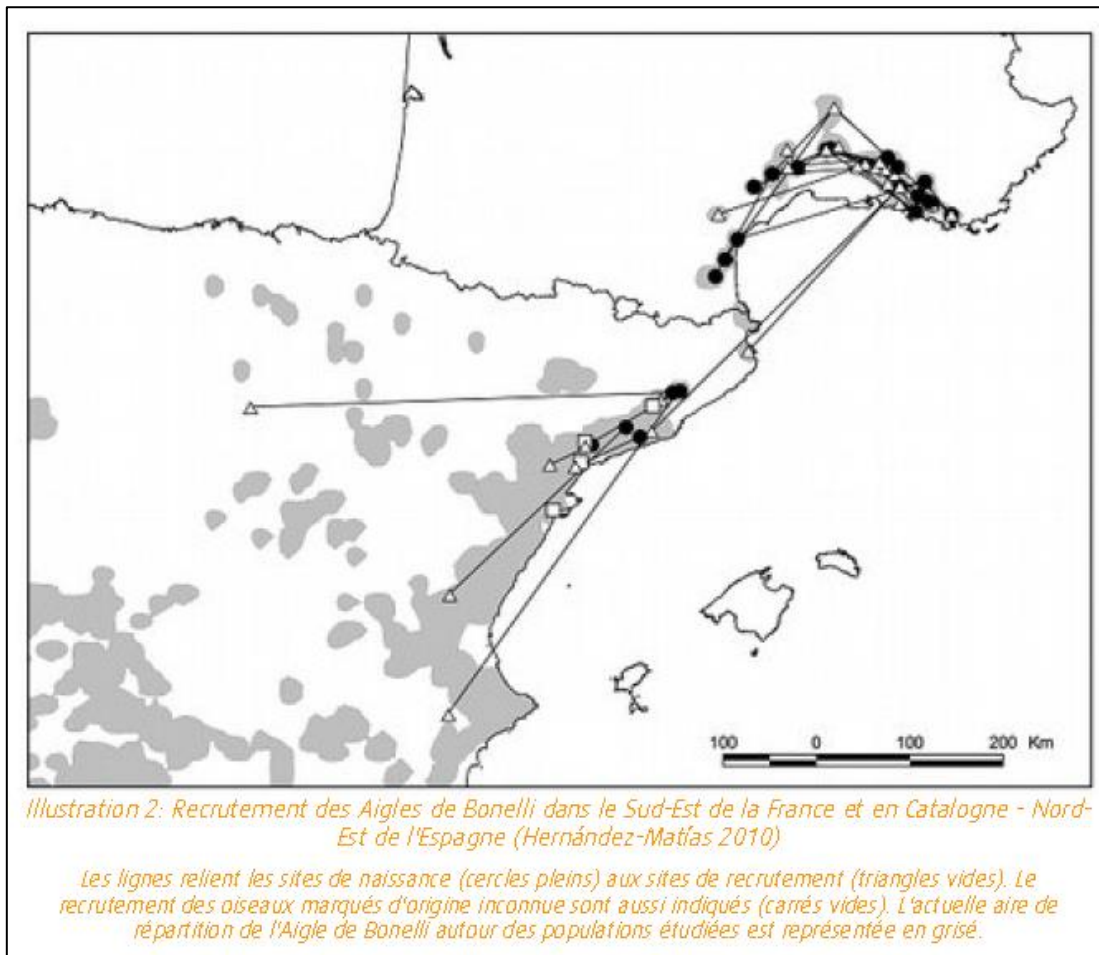 100 0 100 200 Km
Illustration 2: Recrutement des Aigles de Bonelli dans le Sud-Est de la France et en Catalogne - Nord-
Est de l'Espagne (Hernández-Matías 2010)
Les lignes relient les sites de naissance (cercles pleins) aux sites de recrutement (triangles vides). Le
recrutement des oiseaux marqués d'origine inconnue sont aussi indiqués (carrés vides). L'actuelle aire de
répartition de l'Aigle de Bonelli autour des populations étudiées est représentée en grisé.